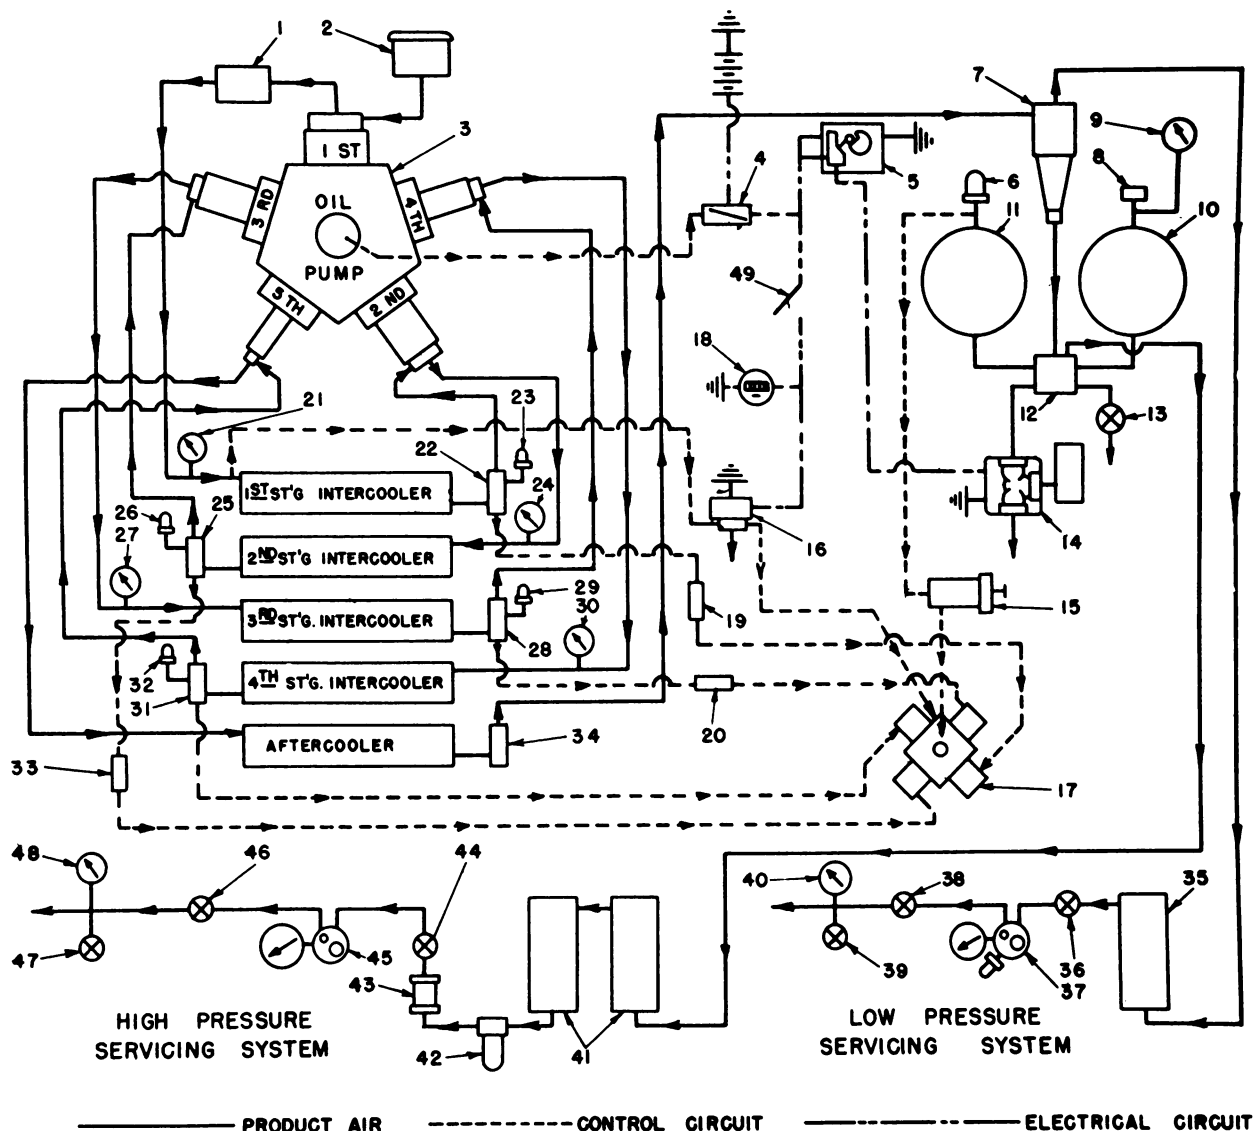 1
2
3
4
5
6
7
8
9
10
11
12
13
14
15
16
17
18
19
20
21
22
23
24
25
26
27
28
29
30
31
32
33
34
35
36
37
38
39
40
41
42
43
44
45
46
47
48
49
1 ST
3 RD
4 TH
OIL
PUMP
5 TH
2 ND
1ST ST'G INTERCOOLER
2ND ST'G INTERCOOLER
3RD ST'G. INTERCOOLER
4TH ST'G. INTERCOOLER
AFTERCOOLER
HIGH PRESSURE
SERVICING SYSTEM
LOW PRESSURE
SERVICING SYSTEM
PRODUCT AIR
CONTROL CIRCUIT
ELECTRICAL CIRCUIT